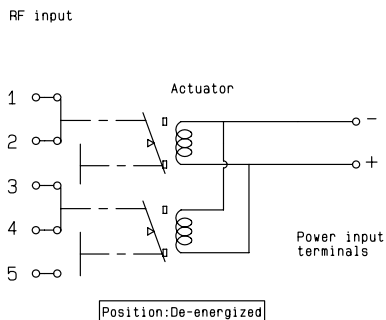 RF input
Actuator
1
2
3
4
5
−
+
Power input
terminals
Position:De-energized